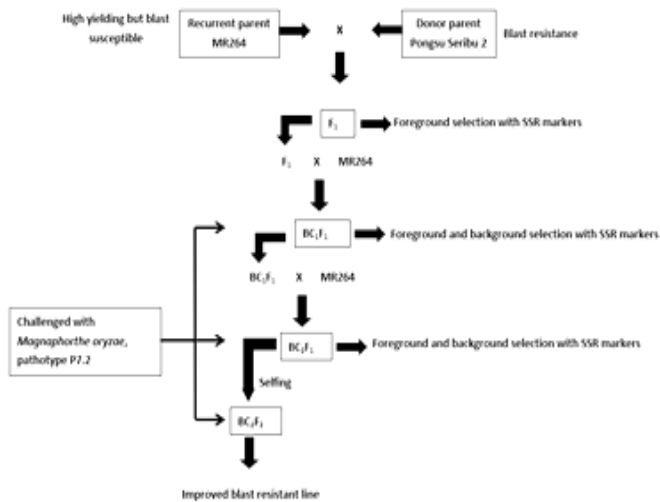 High yielding but blast
susceptible
Recurrent parent
MR264
X
Donor parent
Pongsu Seribu 2
Blast resistance
F₁
Foreground selection with SSR markers
F₁ X MR264
BC₁F₁
Foreground and background selection with SSR markers
BC₁F₁ X MR264
Challenged with
Magnaphorthe oryzae,
pathotype P7.2
BC₂F₁
Foreground and background selection with SSR markers
Selfing
BC₂F₂
Improved blast resistant line